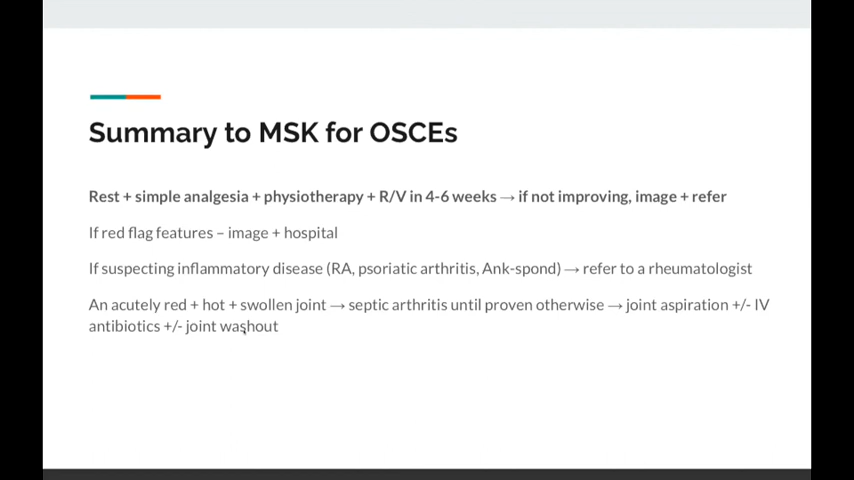 Summary to MSK for OSCEs
Rest + simple analgesia + physiotherapy + R/V in 4-6 weeks → if not improving, image + refer
If red flag features – image + hospital
If suspecting inflammatory disease (RA, psoriatic arthritis, Ank-spond) → refer to a rheumatologist
An acutely red + hot + swollen joint → septic arthritis until proven otherwise → joint aspiration +/- IV
antibiotics +/- joint washout